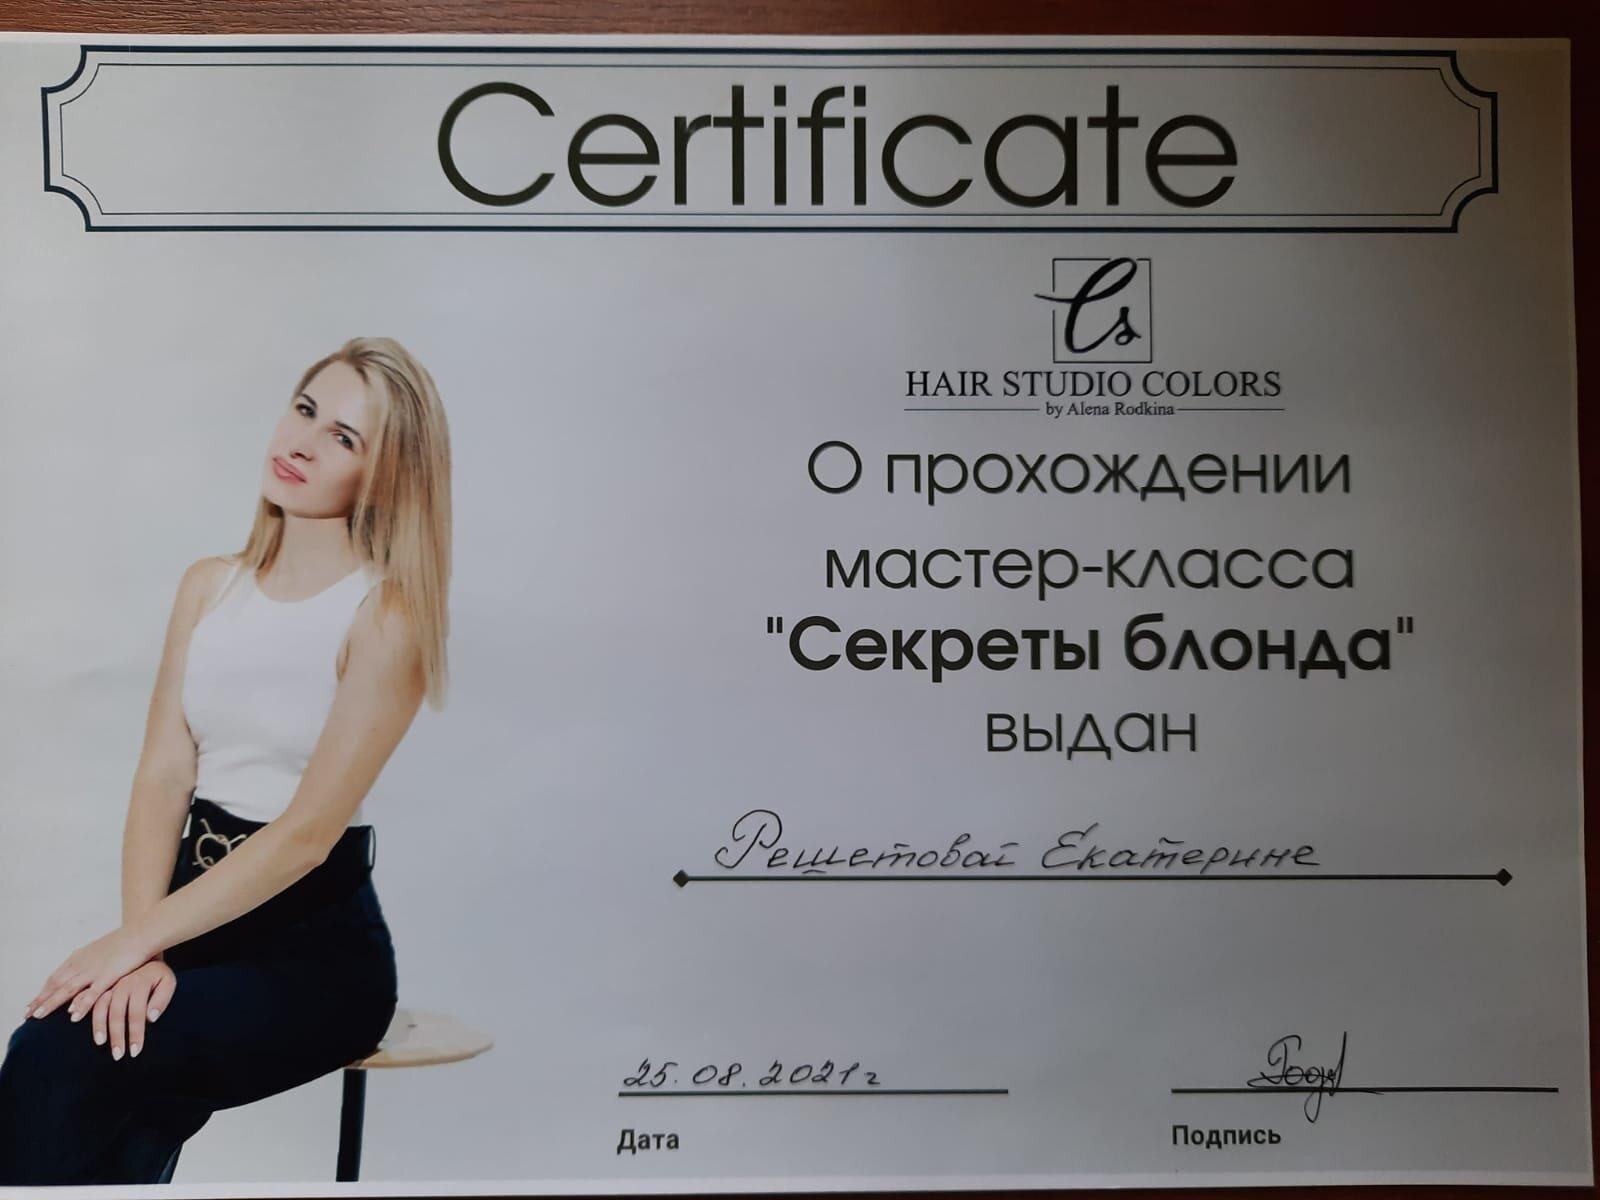 Certificate
Cs
HAIR STUDIO COLORS
by Alena Rodkina
О прохождении
мастер-класса
"Секреты блонда"
выдан
Решетовой Екатерине
25.08.2021г
Дата
Подпись